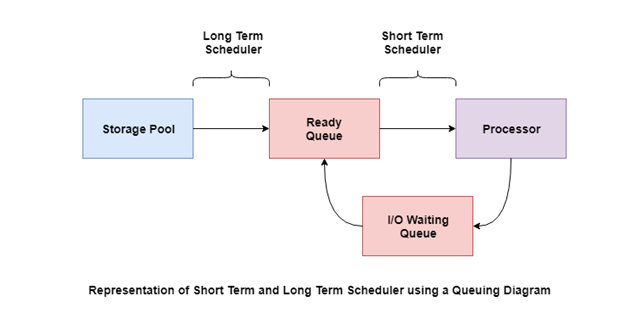 Long Term
Scheduler
Short Term
Scheduler
Storage Pool
Ready
Queue
Processor
I/O Waiting
Queue
Representation of Short Term and Long Term Scheduler using a Queuing Diagram